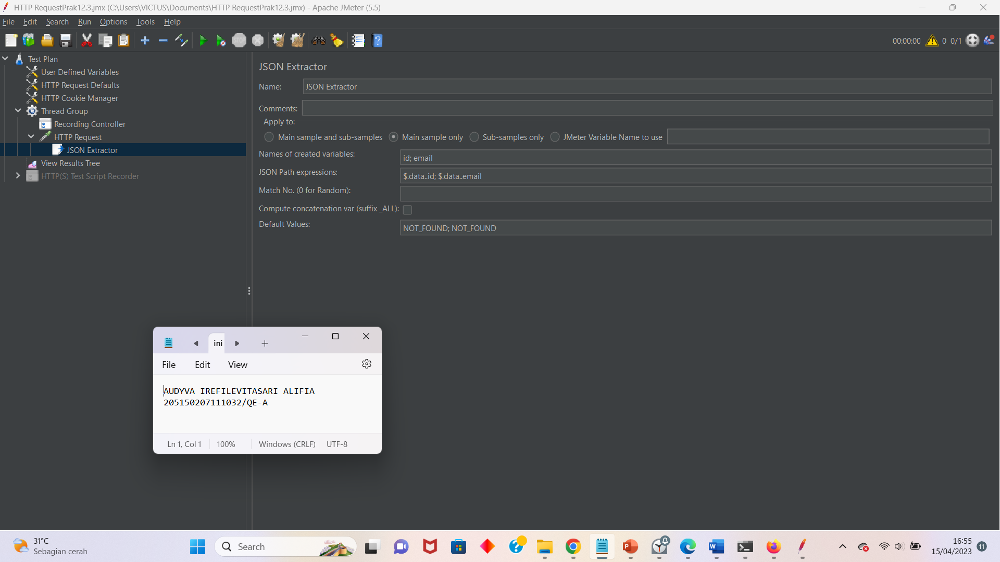 HTTP RequestPrak12.3.jmx (C:\Users\VICTUS\Documents\HTTP RequestPrak12.3.jmx) - Apache JMeter (5.5)
File Edit Search Run Options Tools Help
STOP
00:00:00 0 0/1
Test Plan
User Defined Variables
HTTP Request Defaults
HTTP Cookie Manager
Thread Group
Recording Controller
HTTP Request
JSON Extractor
View Results Tree
HTTP(S) Test Script Recorder
JSON Extractor
Name: JSON Extractor
Comments:
Apply to:
Main sample and sub-samples Main sample only Sub-samples only JMeter Variable Name to use
Names of created variables: id; email
JSON Path expressions: $.data..id; $.data..email
Match No. (0 for Random):
Compute concatenation var (suffix _ALL):
Default Values: NOT_FOUND; NOT_FOUND
ini
File Edit View
AUDYVA IREFILEVITASARI ALIFIA
205150207111032/QE-A
Ln 1, Col 1 100% Windows (CRLF) UTF-8
31°C
Sebagian cerah
Search
16:55
15/04/2023
11